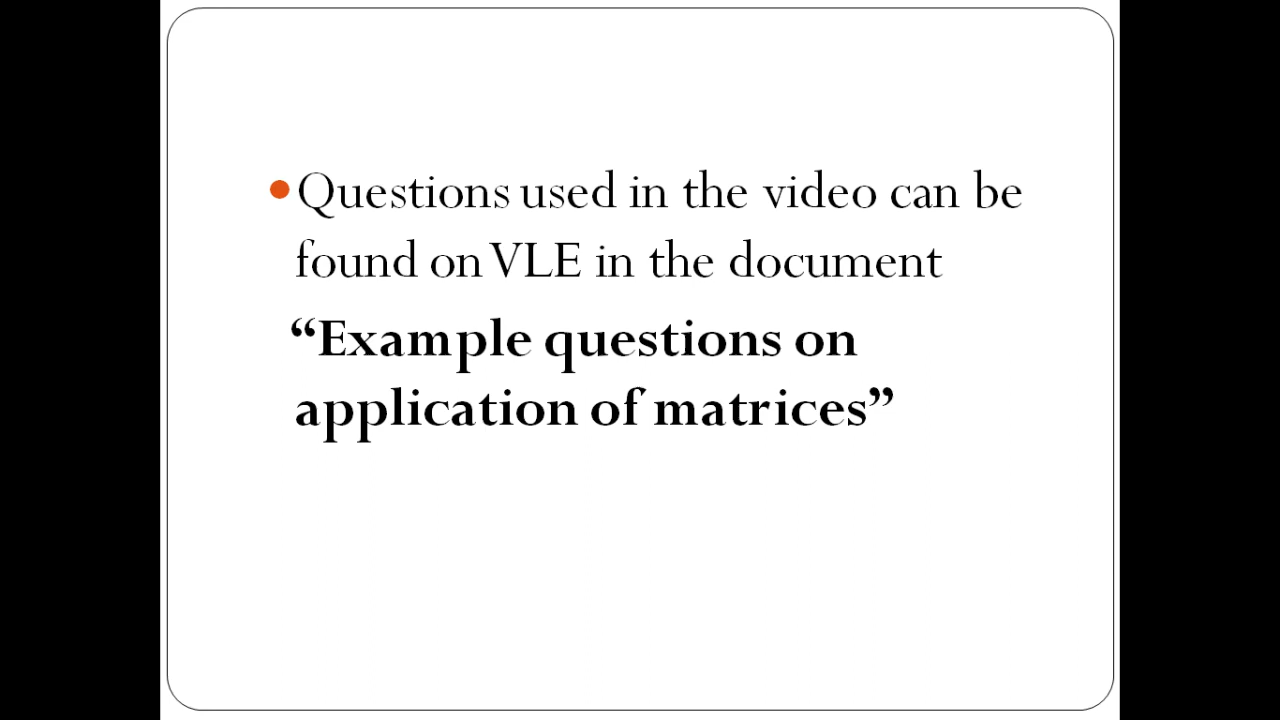 Questions used in the video can be
found on VLE in the document
“Example questions on
application of matrices”